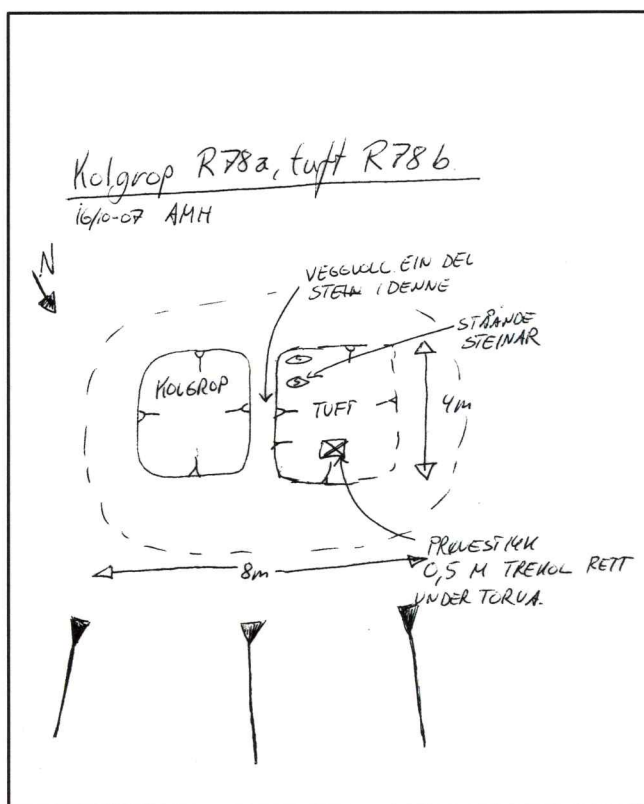 Kolgrop R78a, tuft R78b
16/10-07 AMH
N
VEGGVOLL. EIN DEL
STEIN I DENNE
STÅANDE
STEINAR
KOLGROP
TUFT
4m
8m
PRØVESTIKK
0,5 M TREKOL RETT
UNDER TORVA.